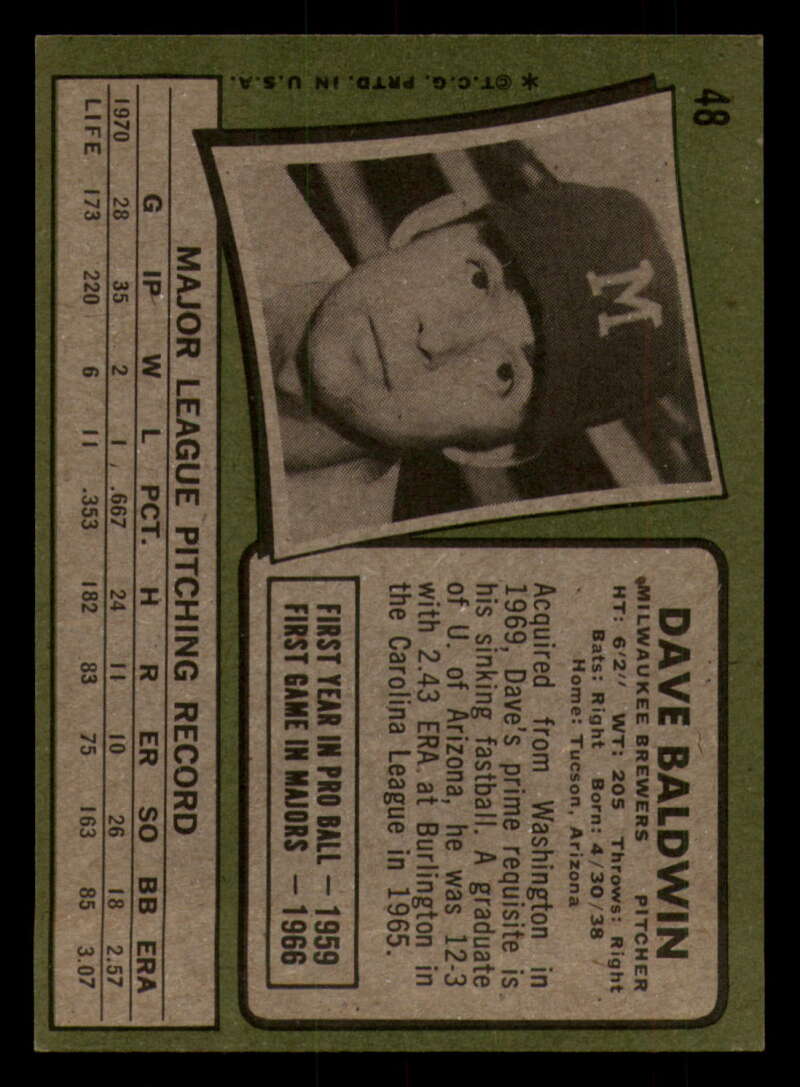 48
DAVE BALDWIN
MILWAUKEE BREWERS PITCHER
HT: 6'2" WT: 205 Throws: Right
Bats: Right Born: 4/30/38
Home: Tucson, Arizona
Acquired from Washington in
1969, Dave's prime requisite is
his sinking fastball. A graduate
of U. of Arizona, he was 12-3
with 2.43 ERA at Burlington in
the Carolina League in 1965.
FIRST YEAR IN PRO BALL — 1959
FIRST GAME IN MAJORS — 1966
M
MAJOR LEAGUE PITCHING RECORD
G IP W L PCT. H R ER SO BB ERA
1970 28 35 2 1 .667 24 11 10 26 18 2.57
LIFE 173 220 6 11 .353 182 83 75 163 85 3.07
* ©T.C.G. PRTD. IN U.S.A.